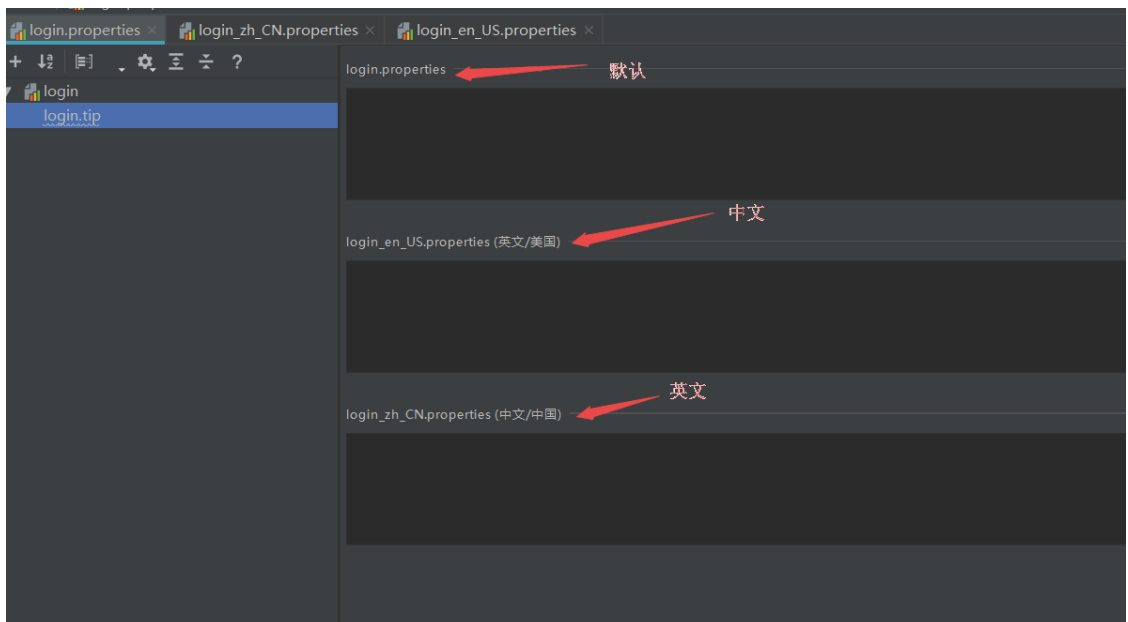 login.properties × login_zh_CN.properties × login_en_US.properties ×
login
login.tip
login.properties 默认
中文
login_en_US.properties (英文/美国)
英文
login_zh_CN.properties (中文/中国)